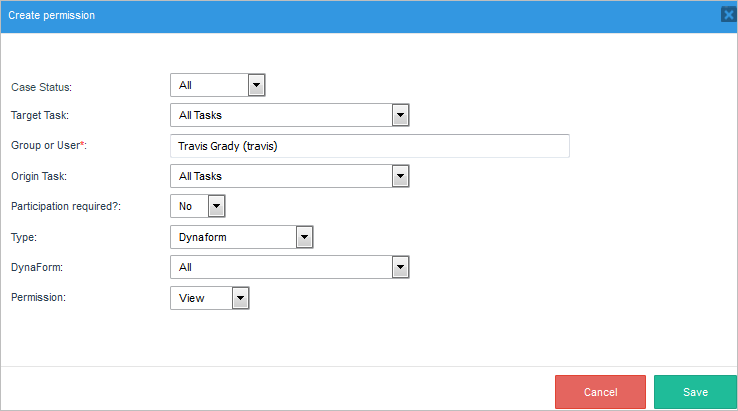 Create permission
Case Status: All
Target Task: All Tasks
Group or User*: Travis Grady (travis)
Origin Task: All Tasks
Participation required?: No
Type: Dynaform
DynaForm: All
Permission: View
Cancel Save